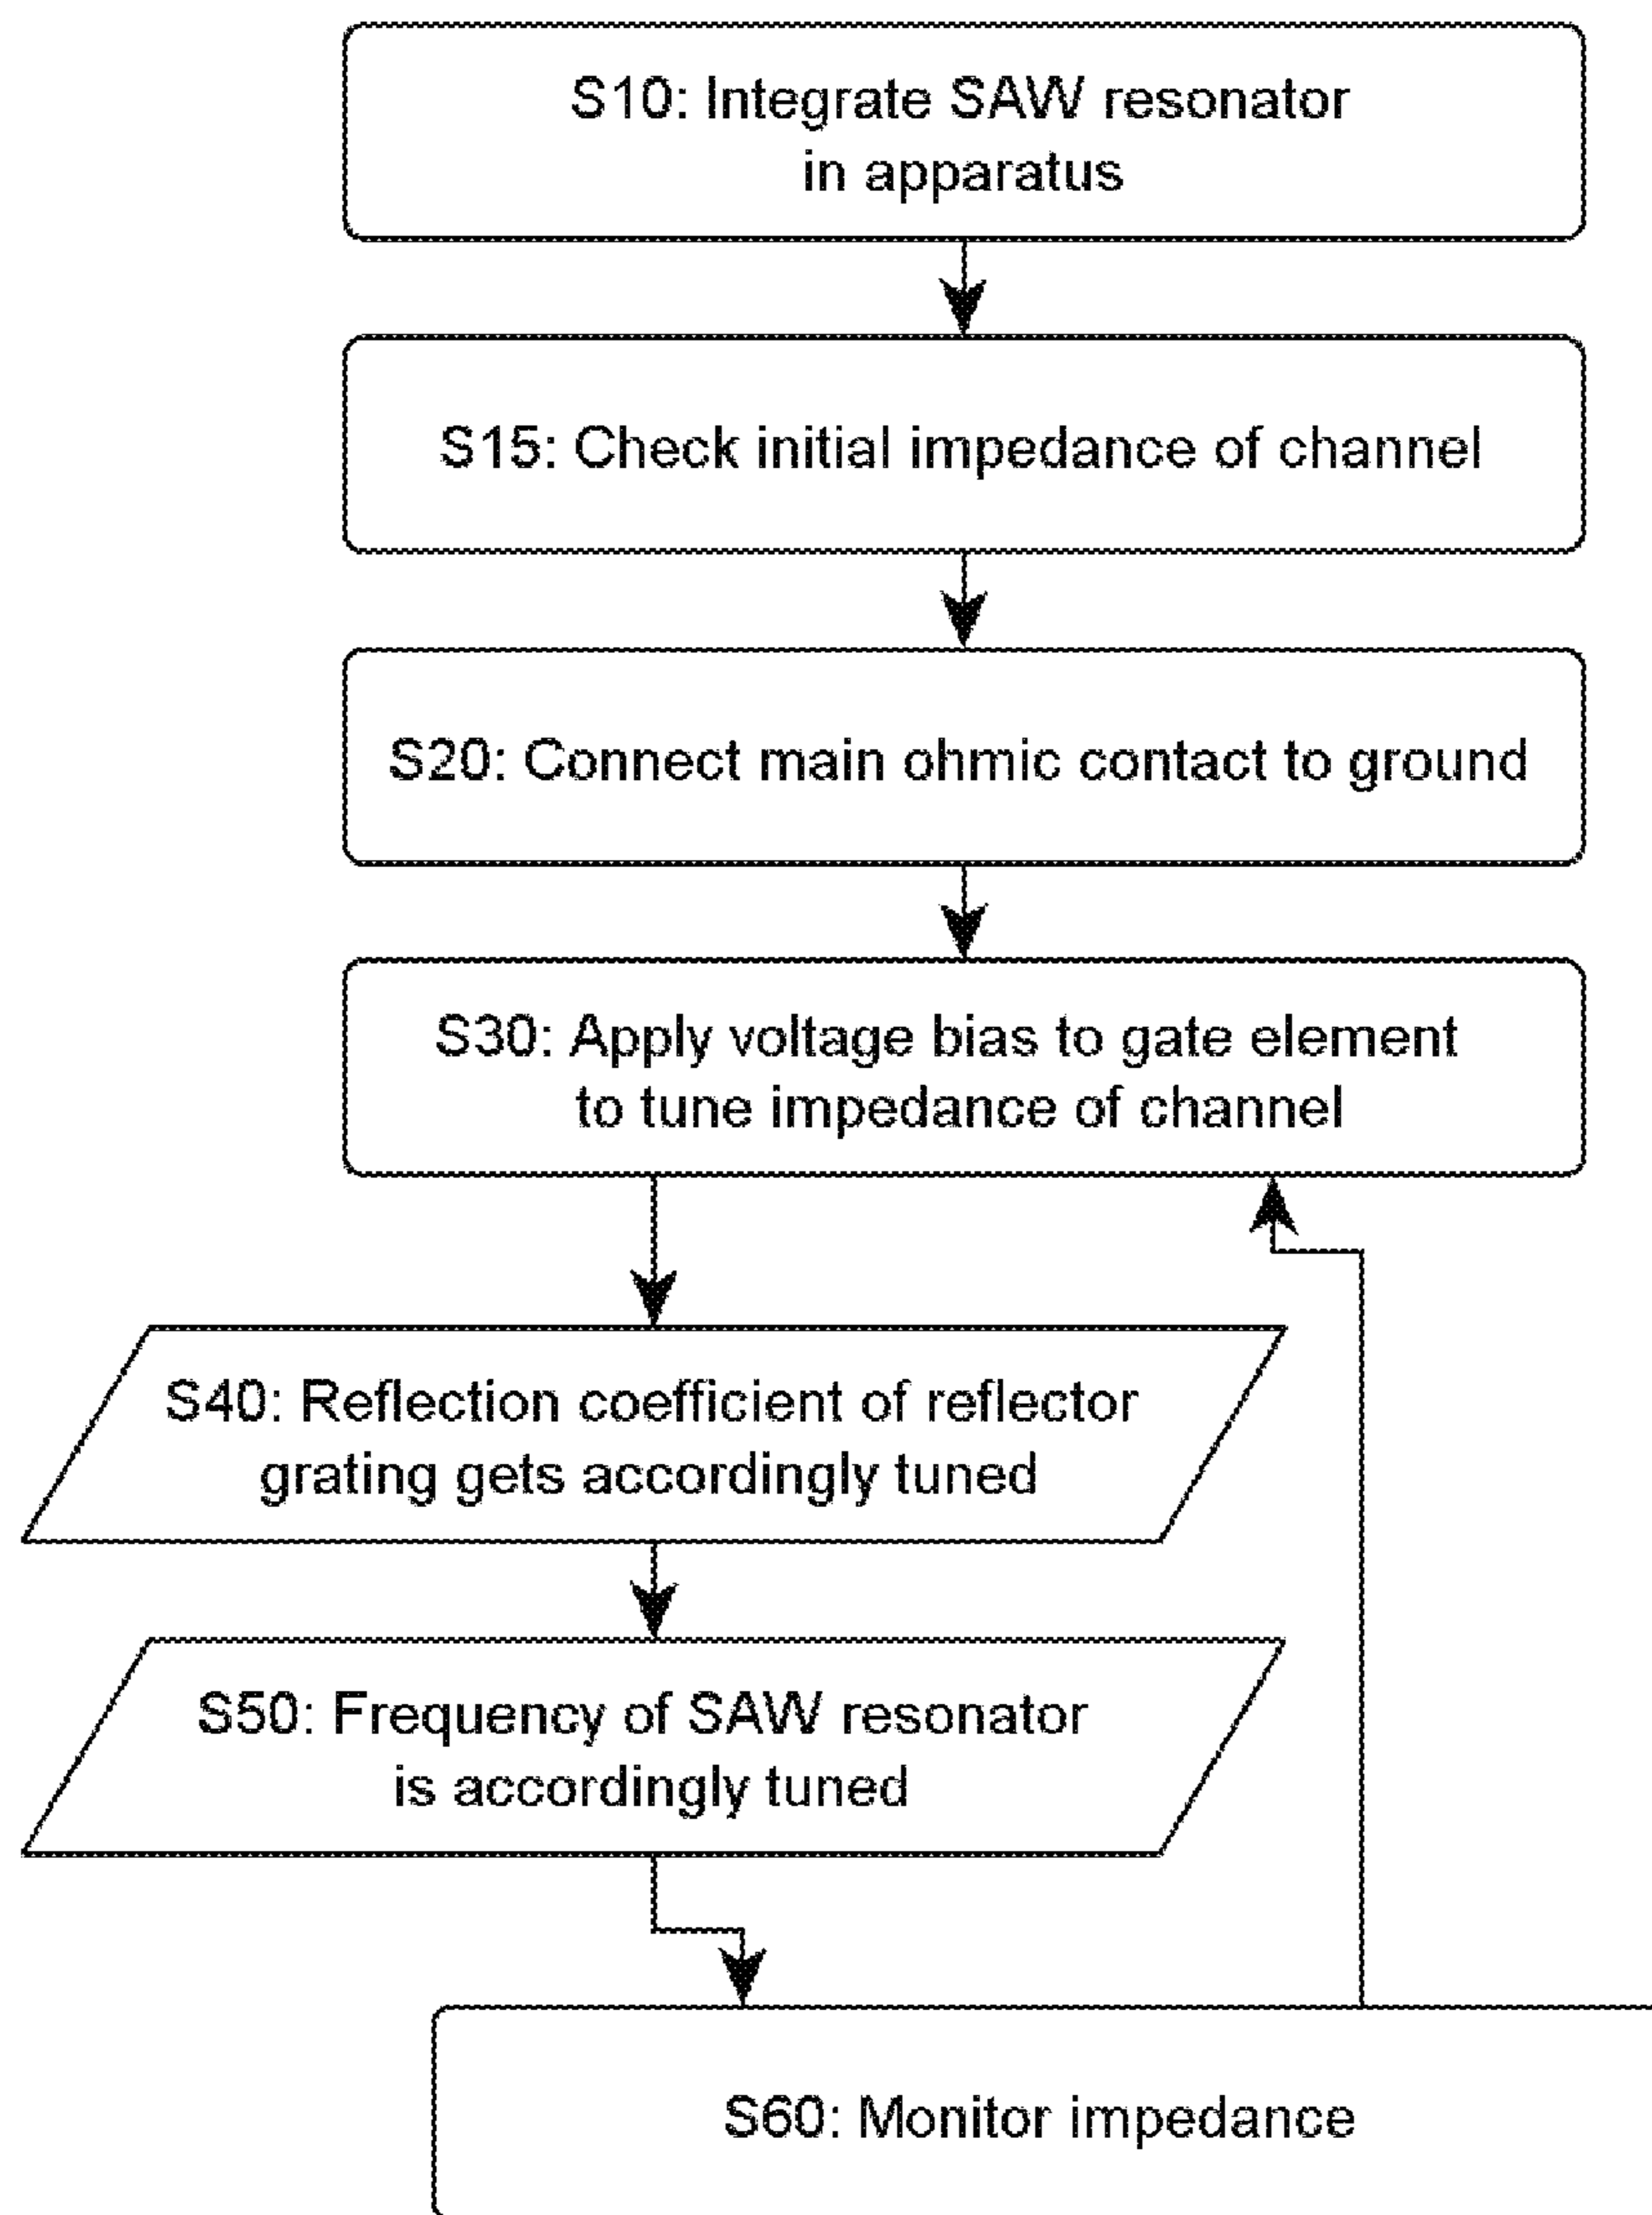 S10: Integrate SAW resonator
in apparatus
S15: Check initial impedance of channel
S20: Connect main ohmic contact to ground
S30: Apply voltage bias to gate element
to tune impedance of channel
S40: Reflection coefficient of reflector
grating gets accordingly tuned
S50: Frequency of SAW resonator
is accordingly tuned
S60: Monitor impedance